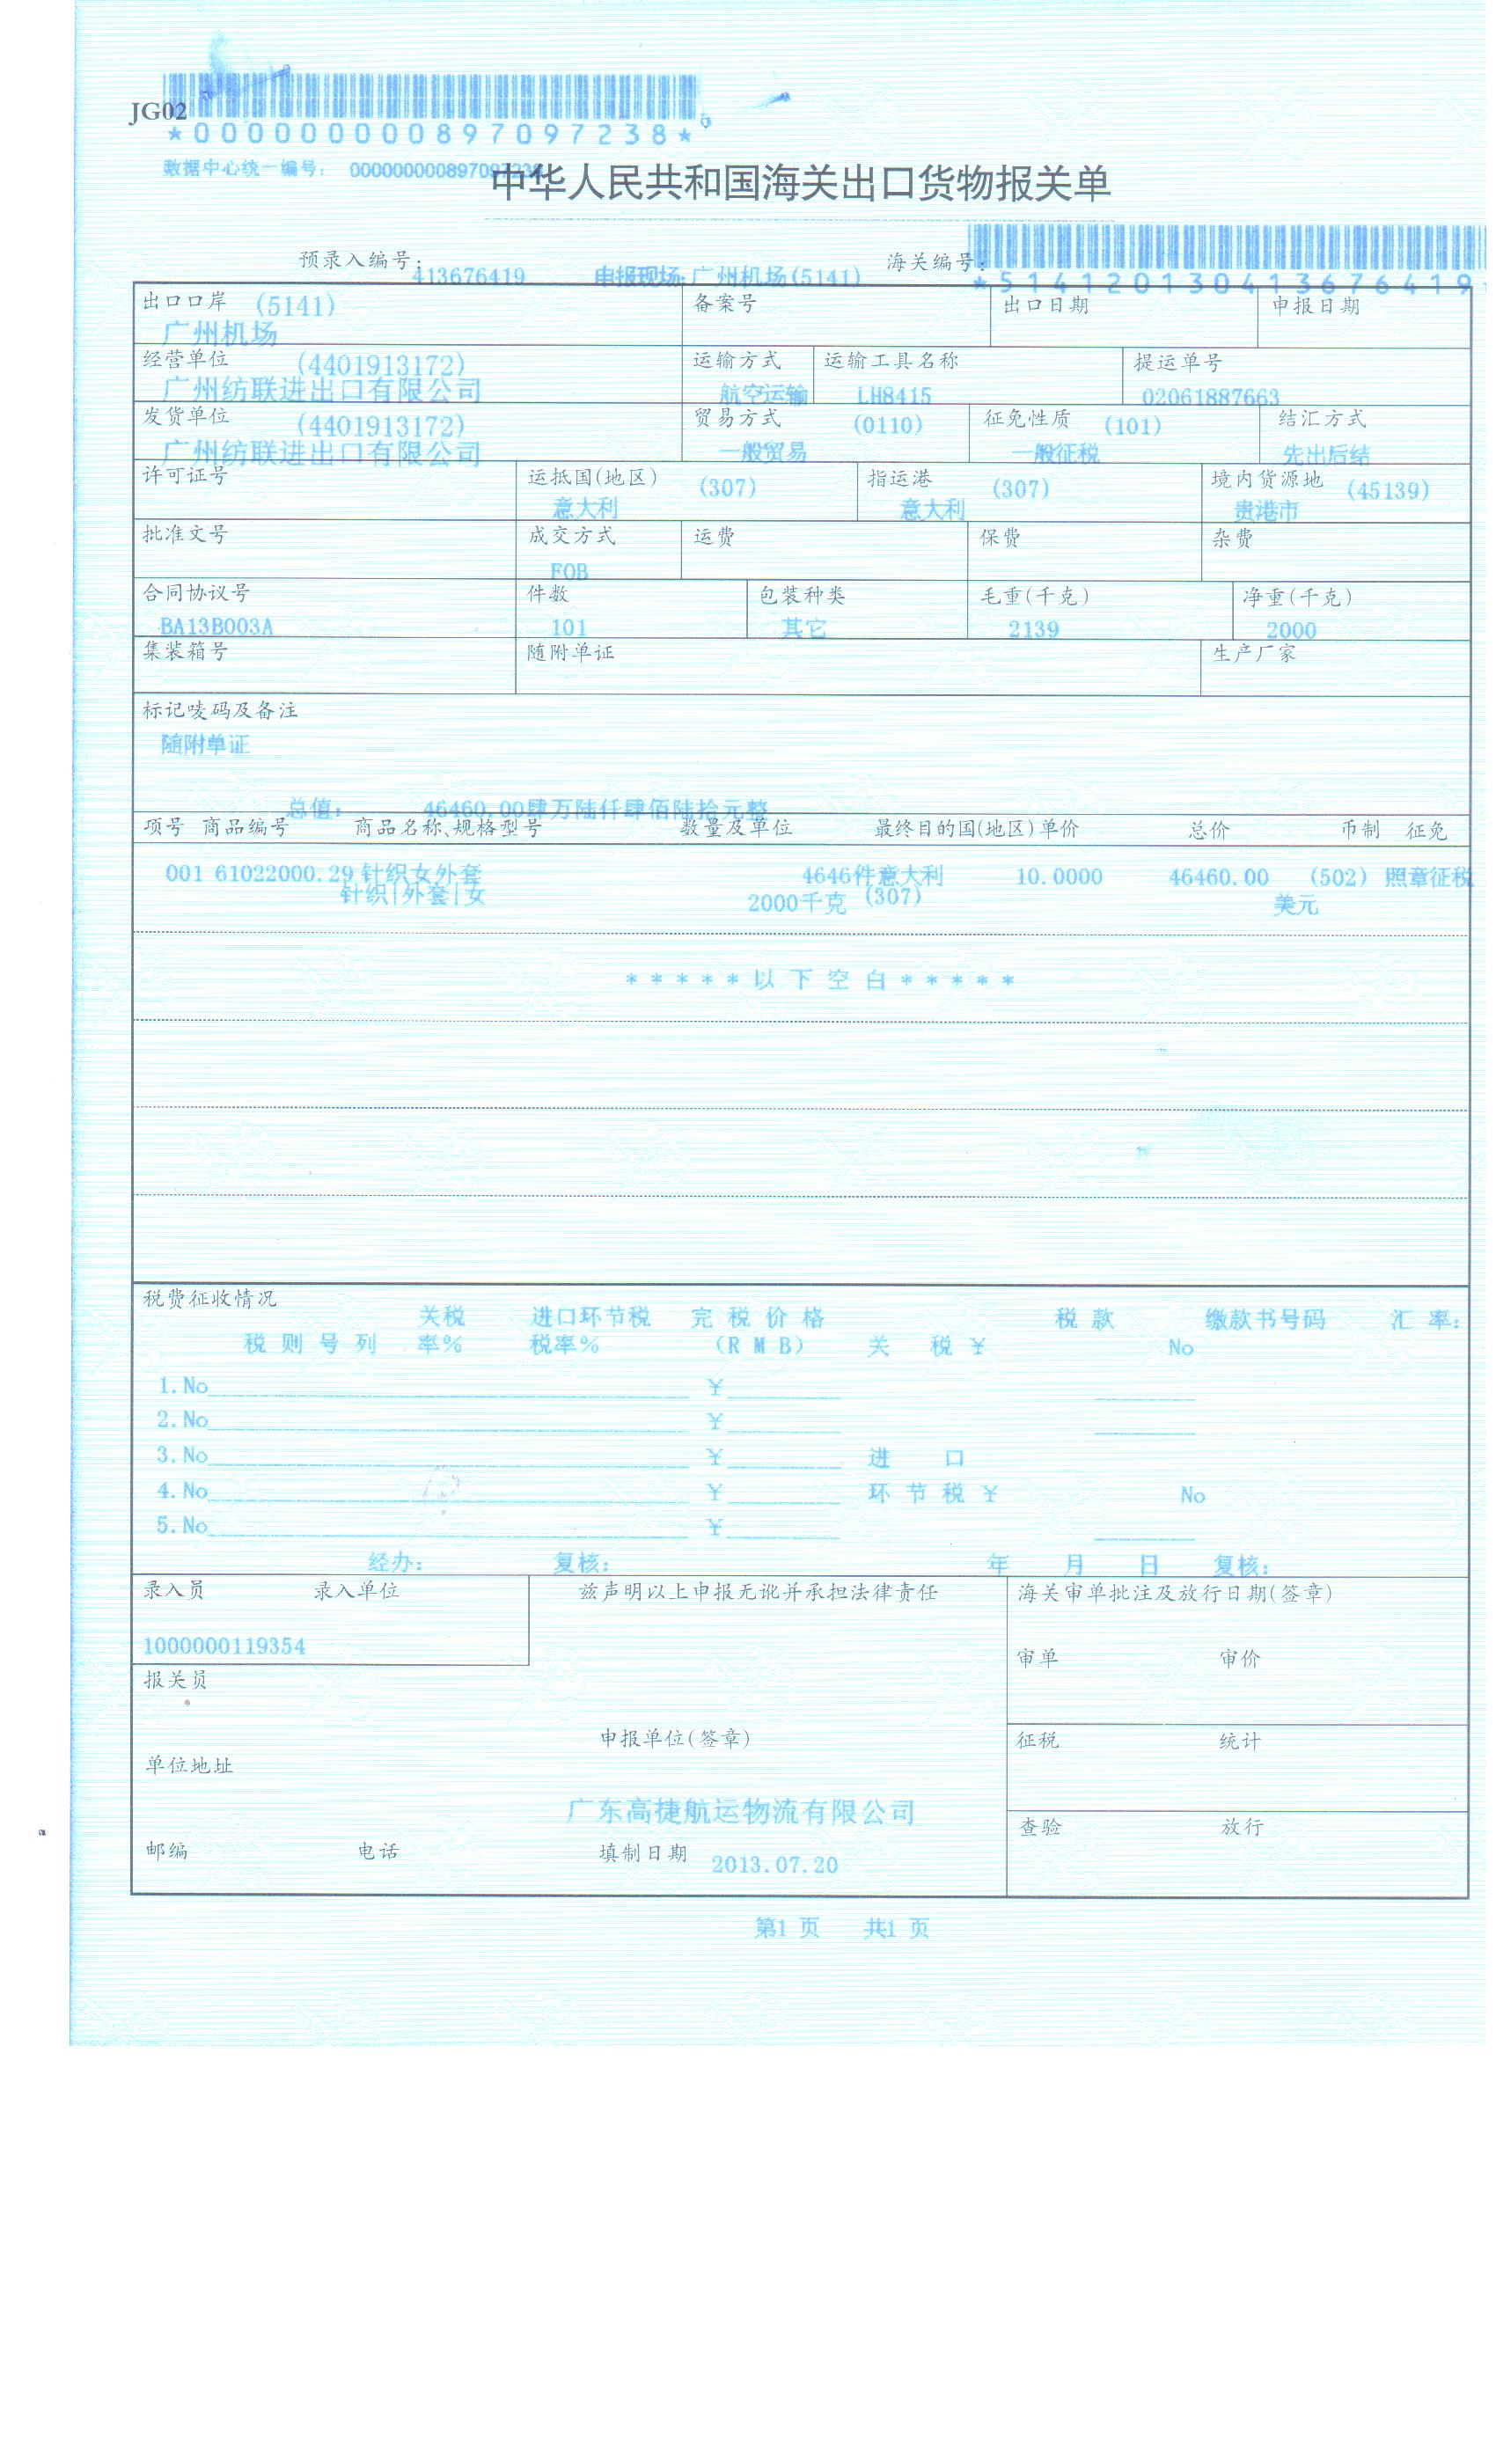 JG02
*000000000897097238*
数据中心统一编号: 000000000897097238
中华人民共和国海关出口货物报关单
预录入编号: 413676419 申报现场: 广州机场(5141) 海关编号:
*514120130413676419
出口口岸 (5141) 备案号 出口日期 申报日期
广州机场
经营单位 (4401913172) 运输方式 运输工具名称 提运单号
广州纺联进出口有限公司 航空运输 LH8415 02061887663
发货单位 (4401913172) 贸易方式 (0110) 征免性质 (101) 结汇方式
广州纺联进出口有限公司 一般贸易 一般征税 先出后结
许可证号 运抵国(地区) (307) 指运港 (307) 境内货源地 (45139)
意大利 意大利 贵港市
批准文号 成交方式 运费 保费 杂费
FOB
合同协议号 件数 包装种类 毛重(千克) 净重(千克)
BA13B003A 101 其它 2139 2000
集装箱号 随附单证 生产厂家
标记唛码及备注
随附单证
总值: 46460.00肆万陆仟肆佰陆拾元整
项号 商品编号 商品名称、规格型号 数量及单位 最终目的国(地区) 单价 总价 币制 征免
001 61022000.29 针织女外套 4646件意大利 10.0000 46460.00 (502) 照章征税
针织|外套|女 2000千克 (307) 美元
*****以下空白*****
税费征收情况
关税 进口环节税 完税价格 税款 缴款书号码 汇率:
税则号列 率% 税率% (RMB) 关 税¥ No
1.No ¥
2.No ¥
3.No ¥ 进 口
4.No ¥ 环节税¥ No
5.No ¥
经办: 复核: 年 月 日 复核:
录入员 录入单位 兹声明以上申报无讹并承担法律责任 海关审单批注及放行日期(签章)
1000000119354
审单 审价
报关员
申报单位(签章) 征税 统计
单位地址
广东高捷航运物流有限公司
查验 放行
邮编 电话 填制日期 2013.07.20
第1 页 共1 页